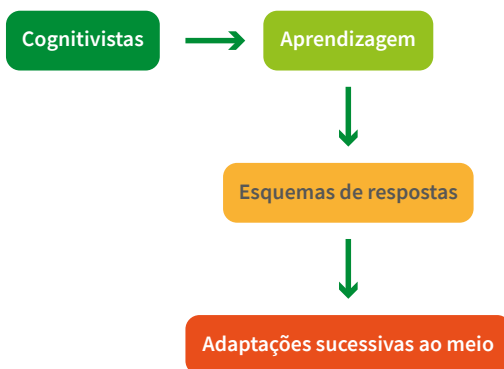 Cognitivistas
Aprendizagem
Esquemas de respostas
Adaptações sucessivas ao meio